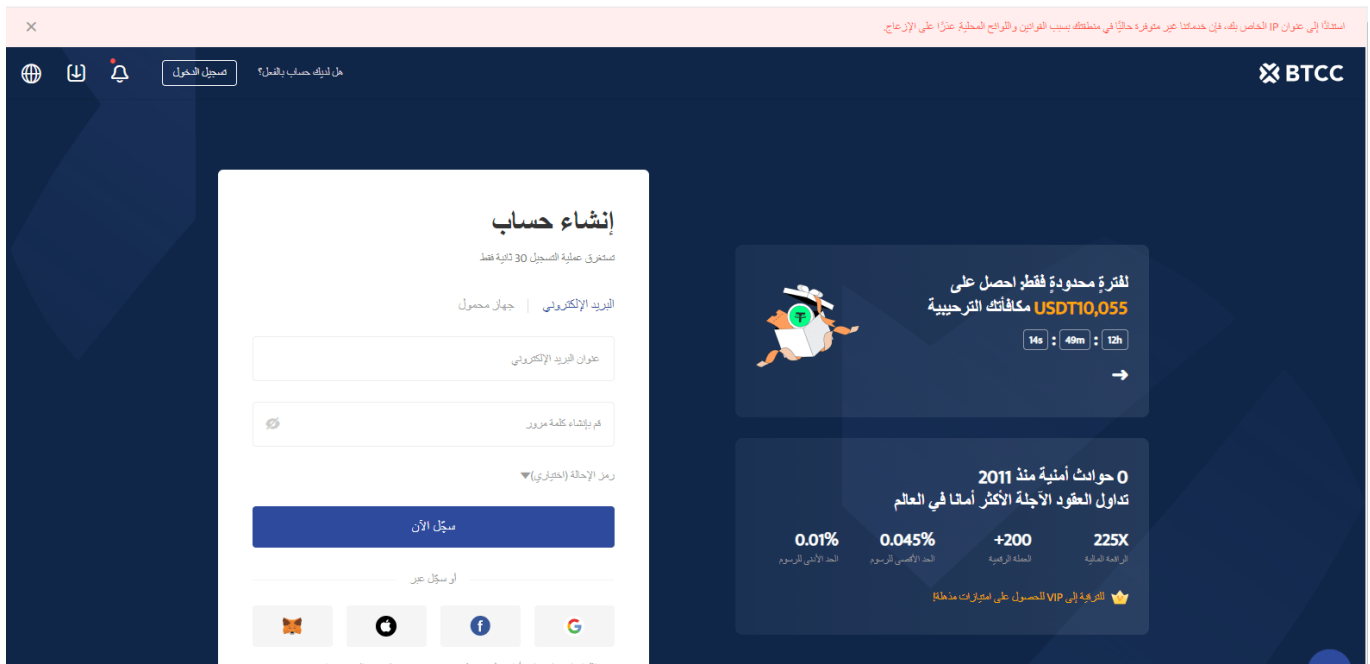 استنادًا إلى عنوان IP الخاص بك، فإن خدماتنا غير متوفرة حاليًا في منطقتك بسبب القوانين واللوائح المحلية عذرًا على الإزعاج.
BTCC
هل لديك حساب بالفعل؟
تسجيل الدخول
إنشاء حساب
تستغرق عملية التسجيل 30 ثانية فقط
البريد الإلكتروني | جهاز محمول
عنوان البريد الإلكتروني
قم بإنشاء كلمة مرور
رمز الإحالة (اختياري)
سجّل الآن
أو سجّل عبر
لفترةٍ محدودةٍ فقط، احصل على
USDT10,055 مكافأتك الترحيبية
12h : 49m : 14s
0 حوادث أمنية منذ 2011
تداول العقود الآجلة الأكثر أمانا في العالم
225X +200 0.045% 0.01%
الرافعة المالية العملة الرقمية الحد الأقصى للرسوم الحد الأدنى للرسوم
للترقية إلى VIP للحصول على امتيازات مذهلة!